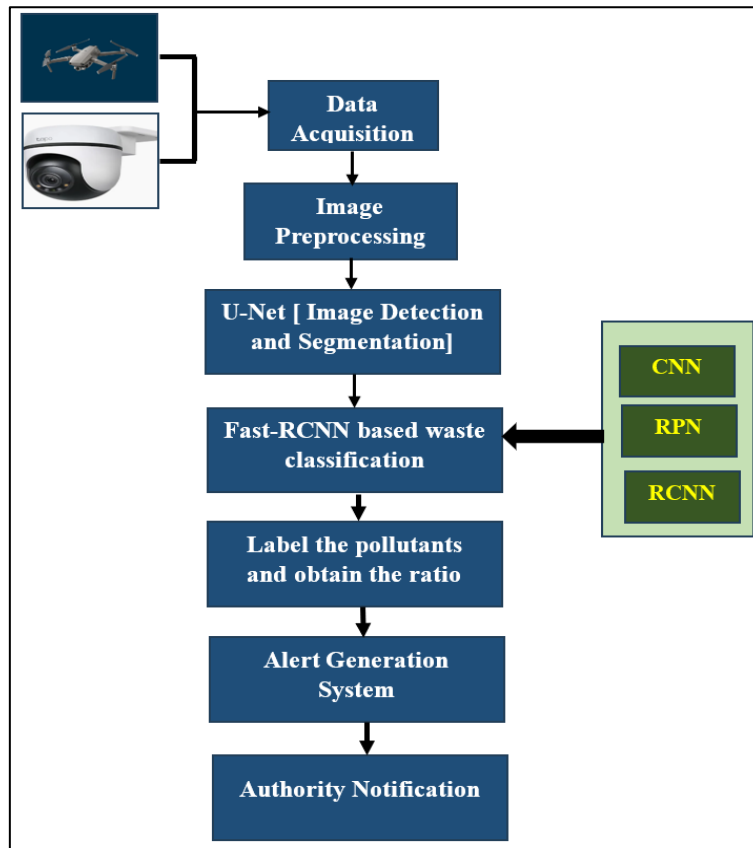 Data
Acquisition
Image
Preprocessing
U-Net [ Image Detection
and Segmentation]
Fast-RCNN based waste
classification
CNN
RPN
RCNN
Label the pollutants
and obtain the ratio
Alert Generation
System
Authority Notification